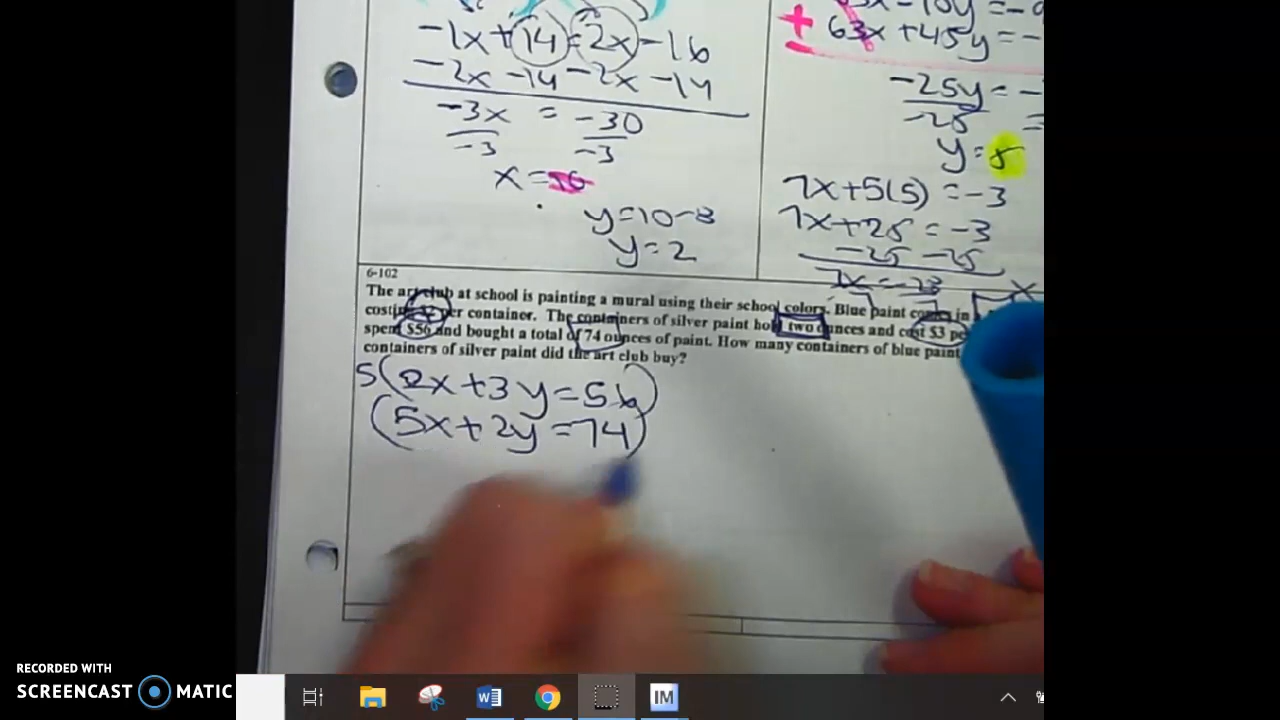 -1x+14=2x-16
-2x -14 -2x -14
-3x = -30
-3 -3
x=
y=10-8
y=2
+ 63x +45y=-
-25y=-
-25 =
y=5
7x+5(5) =-3
7x+25 = -3
-25 -25
6-102
The art club at school is painting a mural using their school colors. Blue paint comes in
costing $2 per container. The containers of silver paint hold two ounces and cost $3 pe
spent $56 and bought a total of 74 ounces of paint. How many containers of blue paint
containers of silver paint did the art club buy?
5(2x+3y=56)
(5x+2y=74)
RECORDED WITH
SCREENCAST MATIC
IM